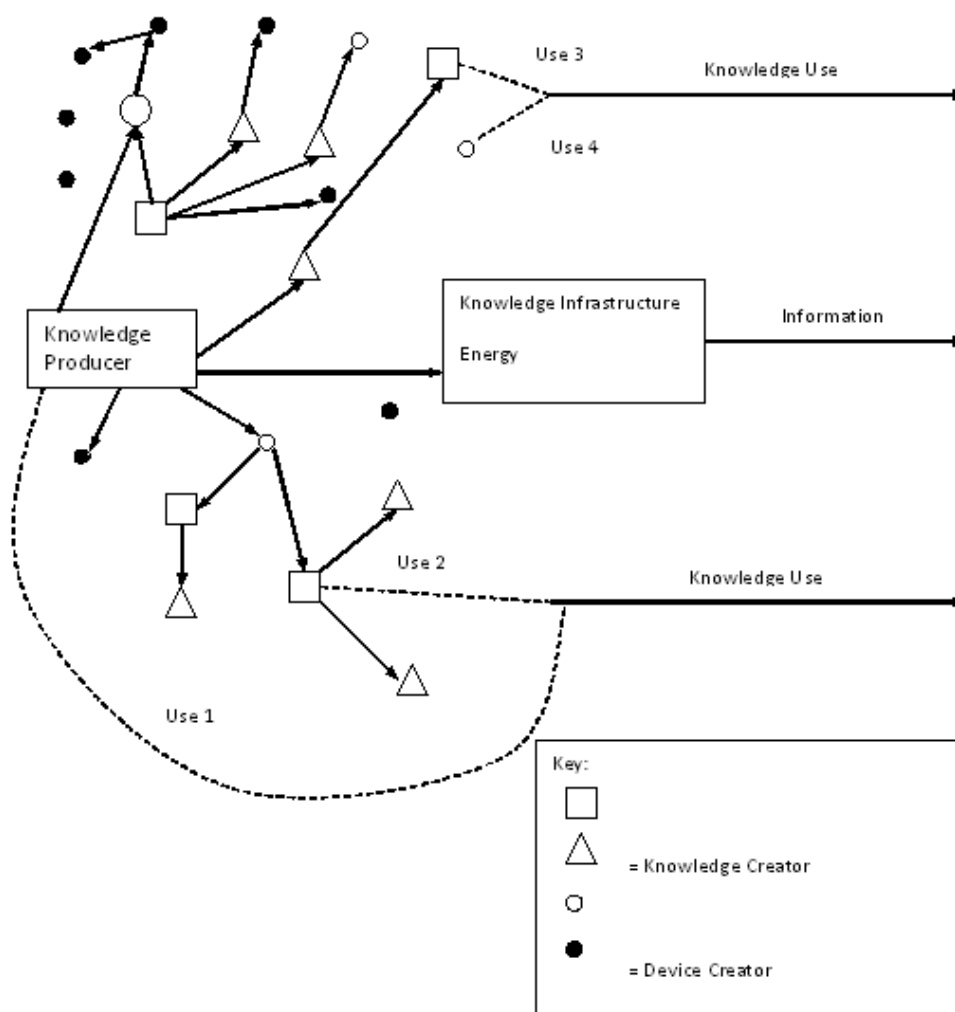 Use 3
Knowledge Use
Use 4
Knowledge Infrastructure
Energy
Information
Knowledge
Producer
Use 2
Knowledge Use
Use 1
Key:
= Knowledge Creator
= Device Creator